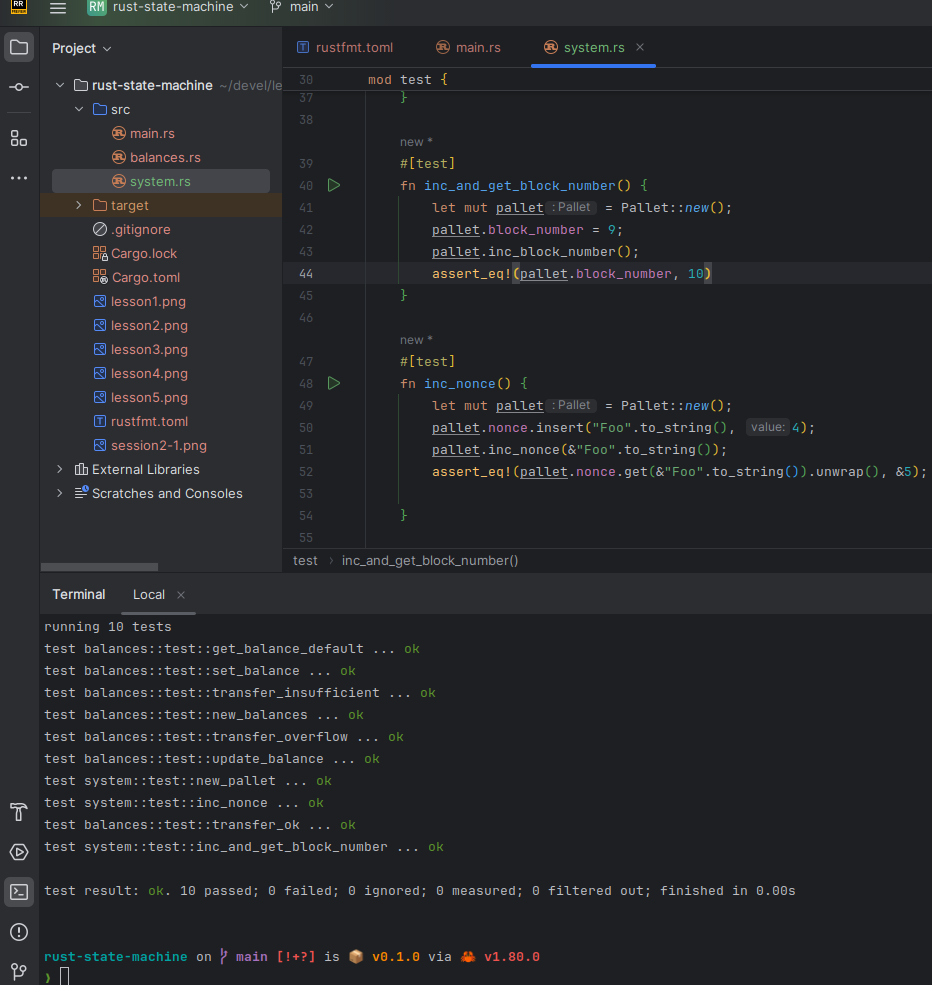 RR
RM rust-state-machine main
Project
rust-state-machine ~/devel/le
src
main.rs
balances.rs
system.rs
target
.gitignore
Cargo.lock
Cargo.toml
lesson1.png
lesson2.png
lesson3.png
lesson4.png
lesson5.png
rustfmt.toml
session2-1.png
External Libraries
Scratches and Consoles
rustfmt.toml main.rs system.rs
30 mod test {
37 }
38
new *
39 #[test]
40 fn inc_and_get_block_number() {
41 let mut pallet : Pallet = Pallet::new();
42 pallet.block_number = 9;
43 pallet.inc_block_number();
44 assert_eq!(pallet.block_number, 10)
45 }
46
new *
47 #[test]
48 fn inc_nonce() {
49 let mut pallet : Pallet = Pallet::new();
50 pallet.nonce.insert("Foo".to_string(), value: 4);
51 pallet.inc_nonce(&"Foo".to_string());
52 assert_eq!(pallet.nonce.get(&"Foo".to_string()).unwrap(), &5);
53
54 }
55
test › inc_and_get_block_number()
Terminal Local
running 10 tests
test balances::test::get_balance_default ... ok
test balances::test::set_balance ... ok
test balances::test::transfer_insufficient ... ok
test balances::test::new_balances ... ok
test balances::test::transfer_overflow ... ok
test balances::test::update_balance ... ok
test system::test::new_pallet ... ok
test system::test::inc_nonce ... ok
test balances::test::transfer_ok ... ok
test system::test::inc_and_get_block_number ... ok
test result: ok. 10 passed; 0 failed; 0 ignored; 0 measured; 0 filtered out; finished in 0.00s
rust-state-machine on main [!+?] is 📦 v0.1.0 via 🦀 v1.80.0
❯